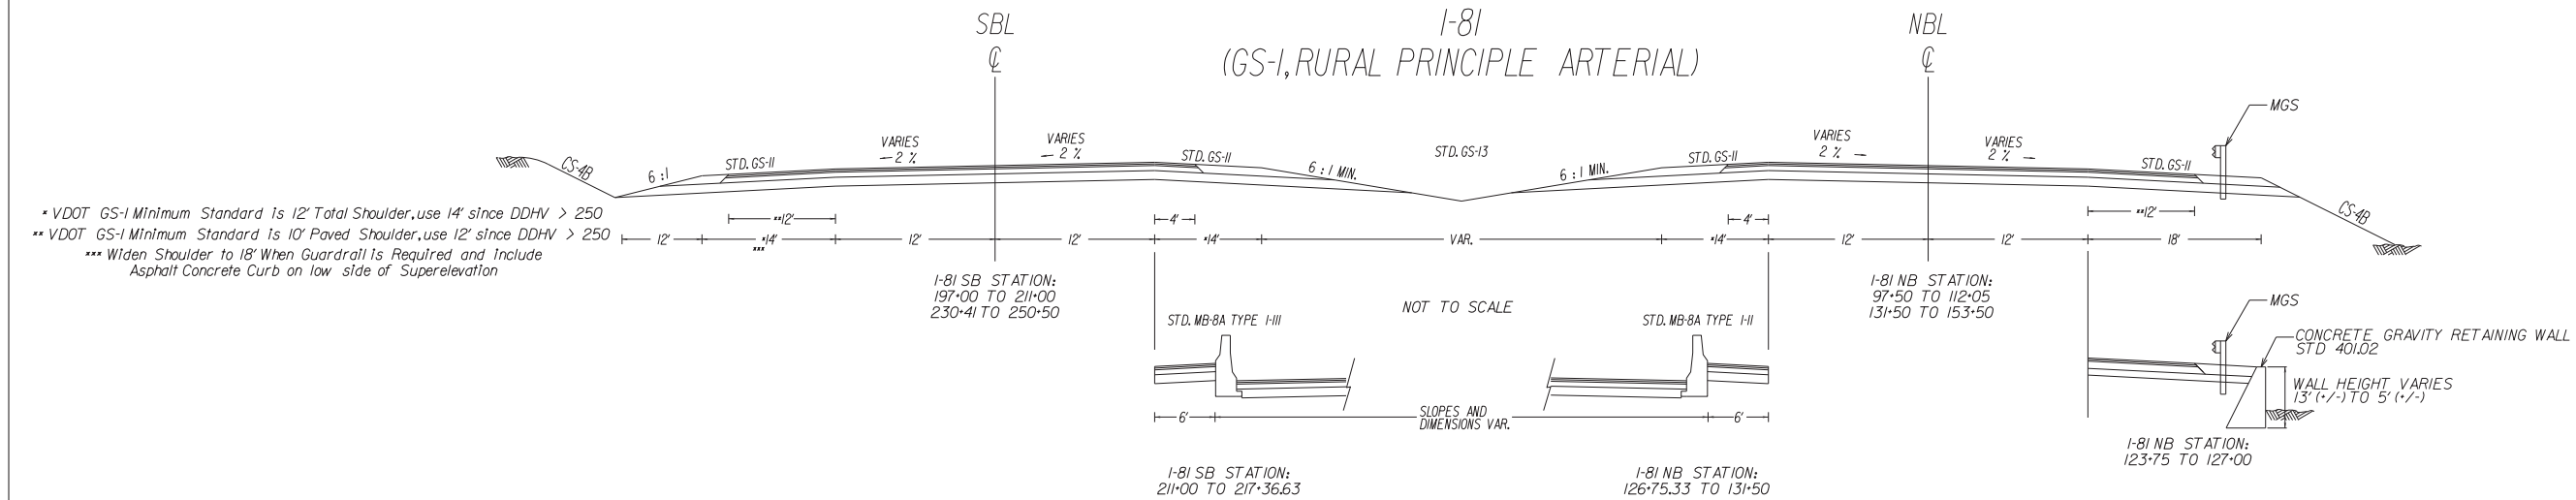 I-81
(GS-1, RURAL PRINCIPLE ARTERIAL)
SBL
℄
NBL
℄
CS-4B
6 : 1
STD. GS-11
VARIES
2 %
VARIES
2 %
STD. GS-11
6 : 1 MIN.
STD. GS-13
6 : 1 MIN.
STD. GS-11
VARIES
2 %
VARIES
2 %
STD. GS-11
MGS
CS-4B
* VDOT GS-1 Minimum Standard is 12' Total Shoulder, use 14' since DDHV > 250
** VDOT GS-1 Minimum Standard is 10' Paved Shoulder, use 12' since DDHV > 250
*** Widen Shoulder to 18' When Guardrail is Required and include
Asphalt Concrete Curb on low side of Superelevation
**12'
4'
4'
**12'
12'
*14'
***
12'
12'
*14'
VAR.
*14'
12'
12'
18'
I-81 SB STATION:
197+00 TO 211+00
230+41 TO 250+50
NOT TO SCALE
I-81 NB STATION:
97+50 TO 112+05
131+50 TO 153+50
STD. MB-8A TYPE I-III
STD. MB-8A TYPE I-II
MGS
CONCRETE GRAVITY RETAINING WALL
STD 401.02
WALL HEIGHT VARIES
13' (+/-) TO 5' (+/-)
6'
SLOPES AND
DIMENSIONS VAR.
6'
I-81 SB STATION:
211+00 TO 217+36.63
I-81 NB STATION:
126+75.33 TO 131+50
I-81 NB STATION:
123+75 TO 127+00